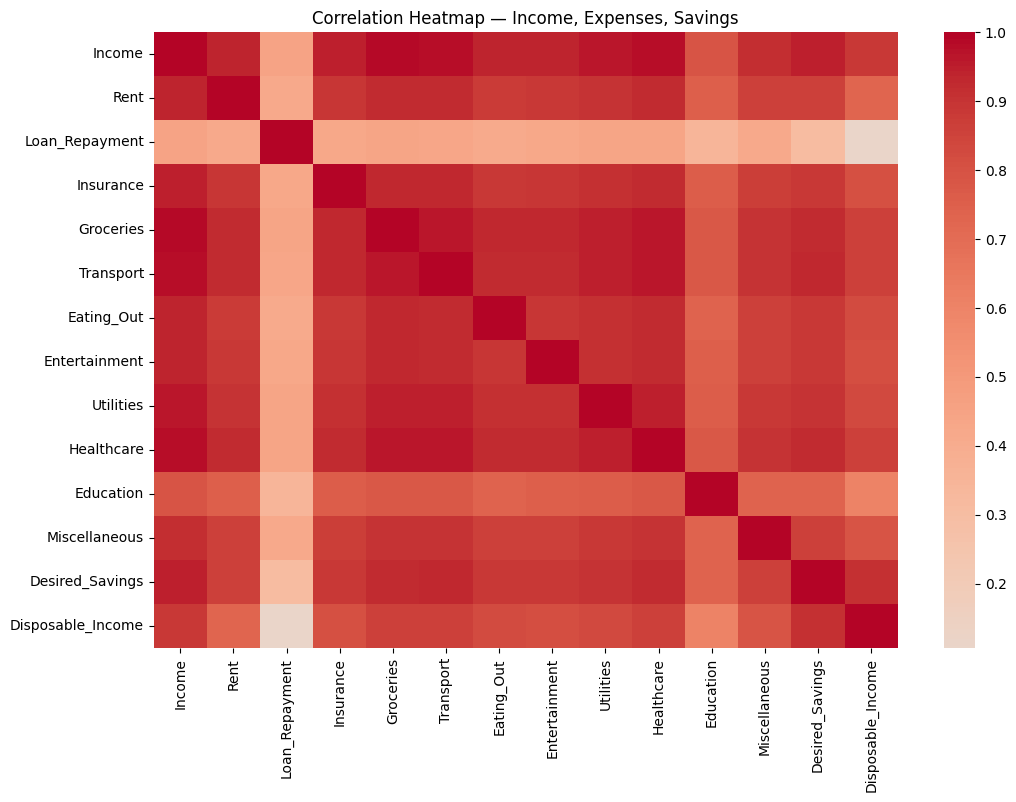 Correlation Heatmap — Income, Expenses, Savings
Income
Rent
Loan_Repayment
Insurance
Groceries
Transport
Eating_Out
Entertainment
Utilities
Healthcare
Education
Miscellaneous
Desired_Savings
Disposable_Income
Income
Rent
Loan_Repayment
Insurance
Groceries
Transport
Eating_Out
Entertainment
Utilities
Healthcare
Education
Miscellaneous
Desired_Savings
Disposable_Income
1.0
0.9
0.8
0.7
0.6
0.5
0.4
0.3
0.2